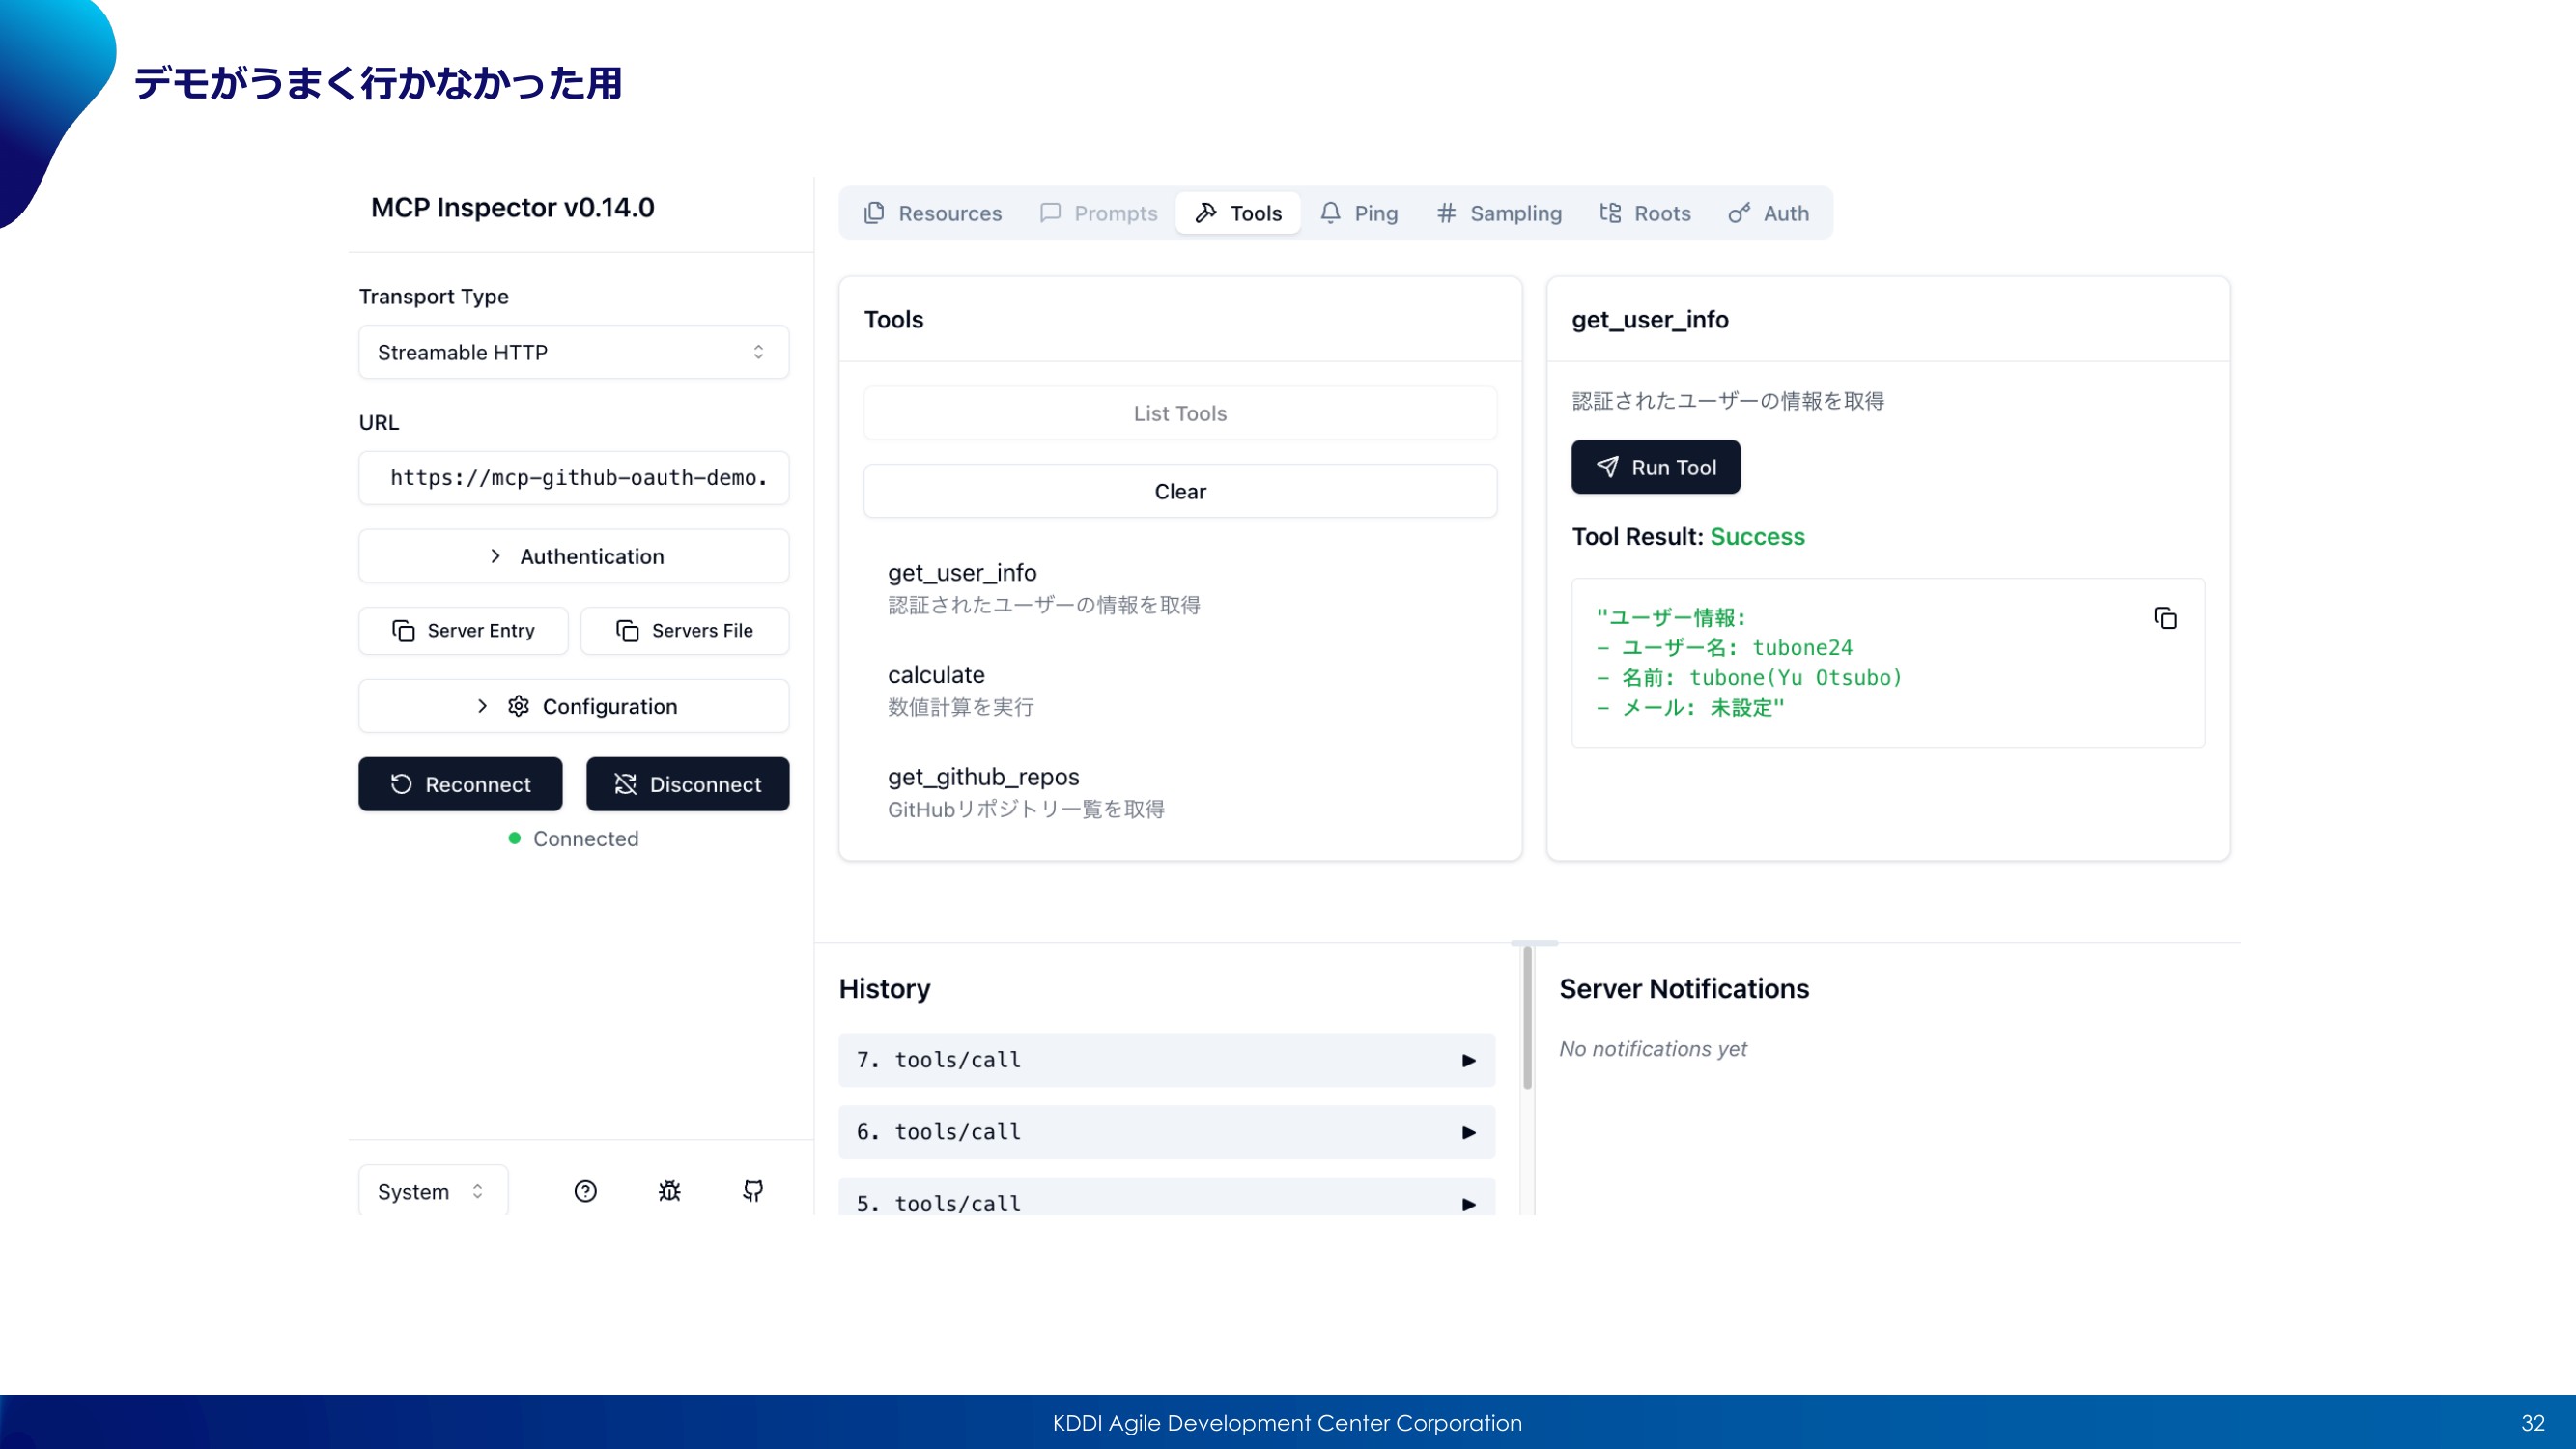 デモがうまく行かなかった用
MCP Inspector v0.14.0
Transport Type
Streamable HTTP
URL
https://mcp-github-oauth-demo.
Authentication
Server Entry
Servers File
Configuration
Reconnect
Disconnect
Connected
System
Resources
Prompts
Tools
Ping
Sampling
Roots
Auth
Tools
List Tools
Clear
get_user_info
認証されたユーザーの情報を取得
calculate
数値計算を実行
get_github_repos
GitHubリポジトリ一覧を取得
get_user_info
認証されたユーザーの情報を取得
Run Tool
Tool Result: Success
"ユーザー情報:
- ユーザー名: tubone24
- 名前: tubone(Yu Otsubo)
- メール: 未設定"
History
7. tools/call
6. tools/call
5. tools/call
Server Notifications
No notifications yet
KDDI Agile Development Center Corporation
32